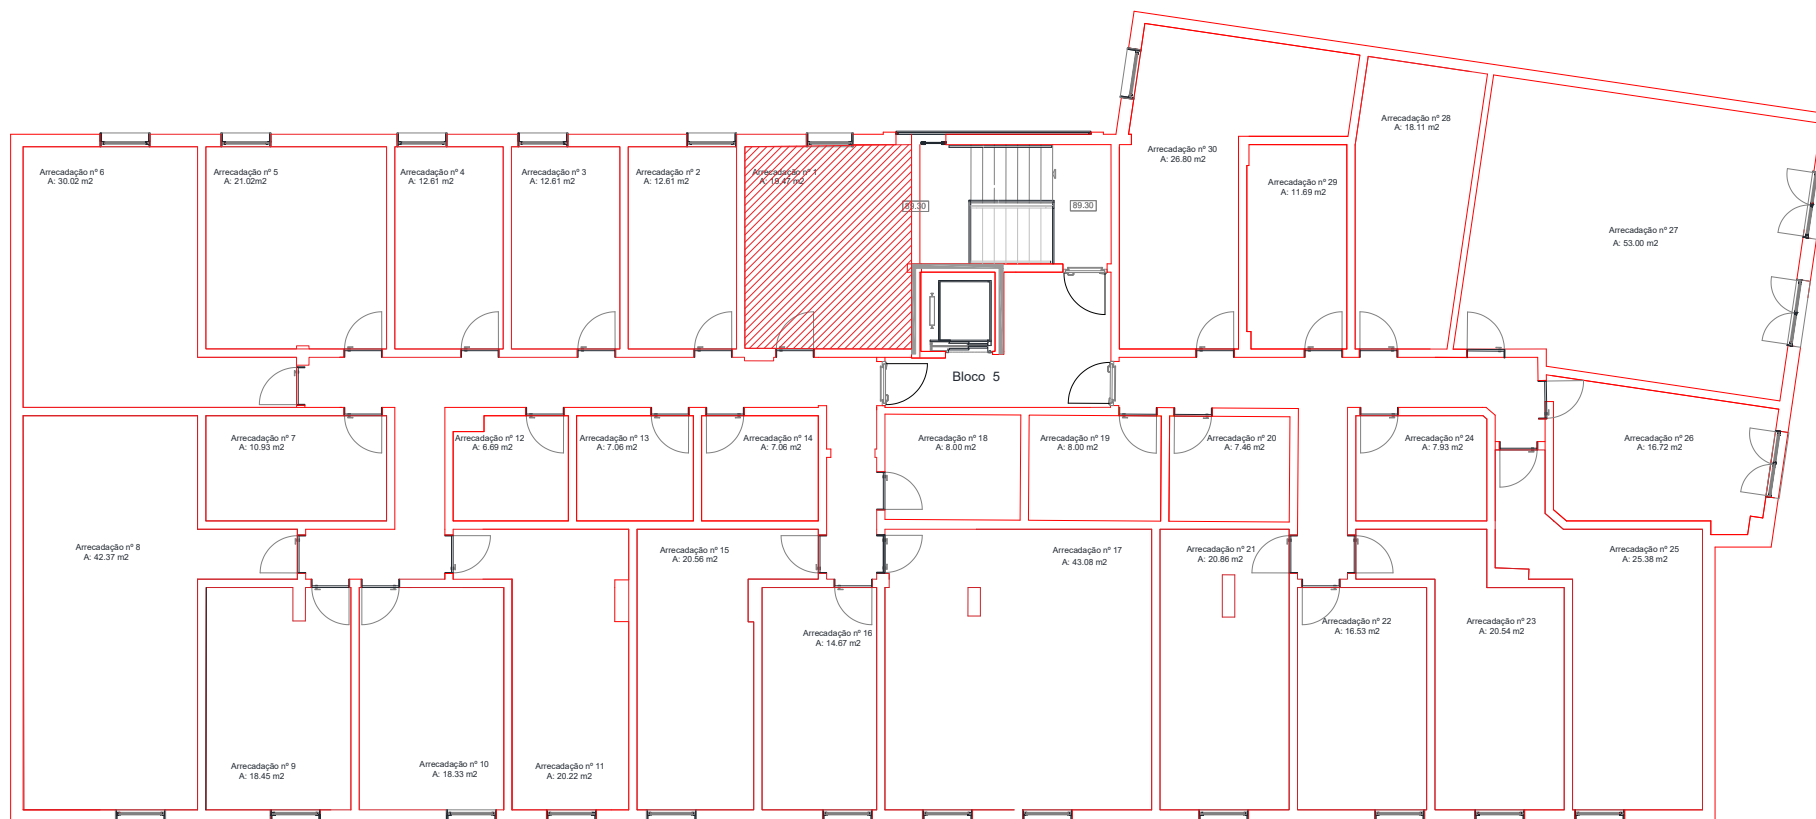 Arrecadação nº 6
A: 30.02 m2
Arrecadação nº 5
A: 21.02m2
Arrecadação nº 4
A: 12.61 m2
Arrecadação nº 3
A: 12.61 m2
Arrecadação nº 2
A: 12.61 m2
Arrecadação nº 1
A: 19.47 m2
89.30
89.30
Arrecadação nº 30
A: 26.80 m2
Arrecadação nº 29
A: 11.69 m2
Arrecadação nº 28
A: 18.11 m2
Arrecadação nº 27
A: 53.00 m2
Bloco 5
Arrecadação nº 7
A: 10.93 m2
Arrecadação nº 12
A: 6.69 m2
Arrecadação nº 13
A: 7.06 m2
Arrecadação nº 14
A: 7.06 m2
Arrecadação nº 18
A: 8.00 m2
Arrecadação nº 19
A: 8.00 m2
Arrecadação nº 20
A: 7.46 m2
Arrecadação nº 24
A: 7.93 m2
Arrecadação nº 26
A: 16.72 m2
Arrecadação nº 8
A: 42.37 m2
Arrecadação nº 15
A: 20.56 m2
Arrecadação nº 17
A: 43.08 m2
Arrecadação nº 21
A: 20.86 m2
Arrecadação nº 25
A: 25.38 m2
Arrecadação nº 16
A: 14.67 m2
Arrecadação nº 22
A: 16.53 m2
Arrecadação nº 23
A: 20.54 m2
Arrecadação nº 9
A: 18.45 m2
Arrecadação nº 10
A: 18.33 m2
Arrecadação nº 11
A: 20.22 m2